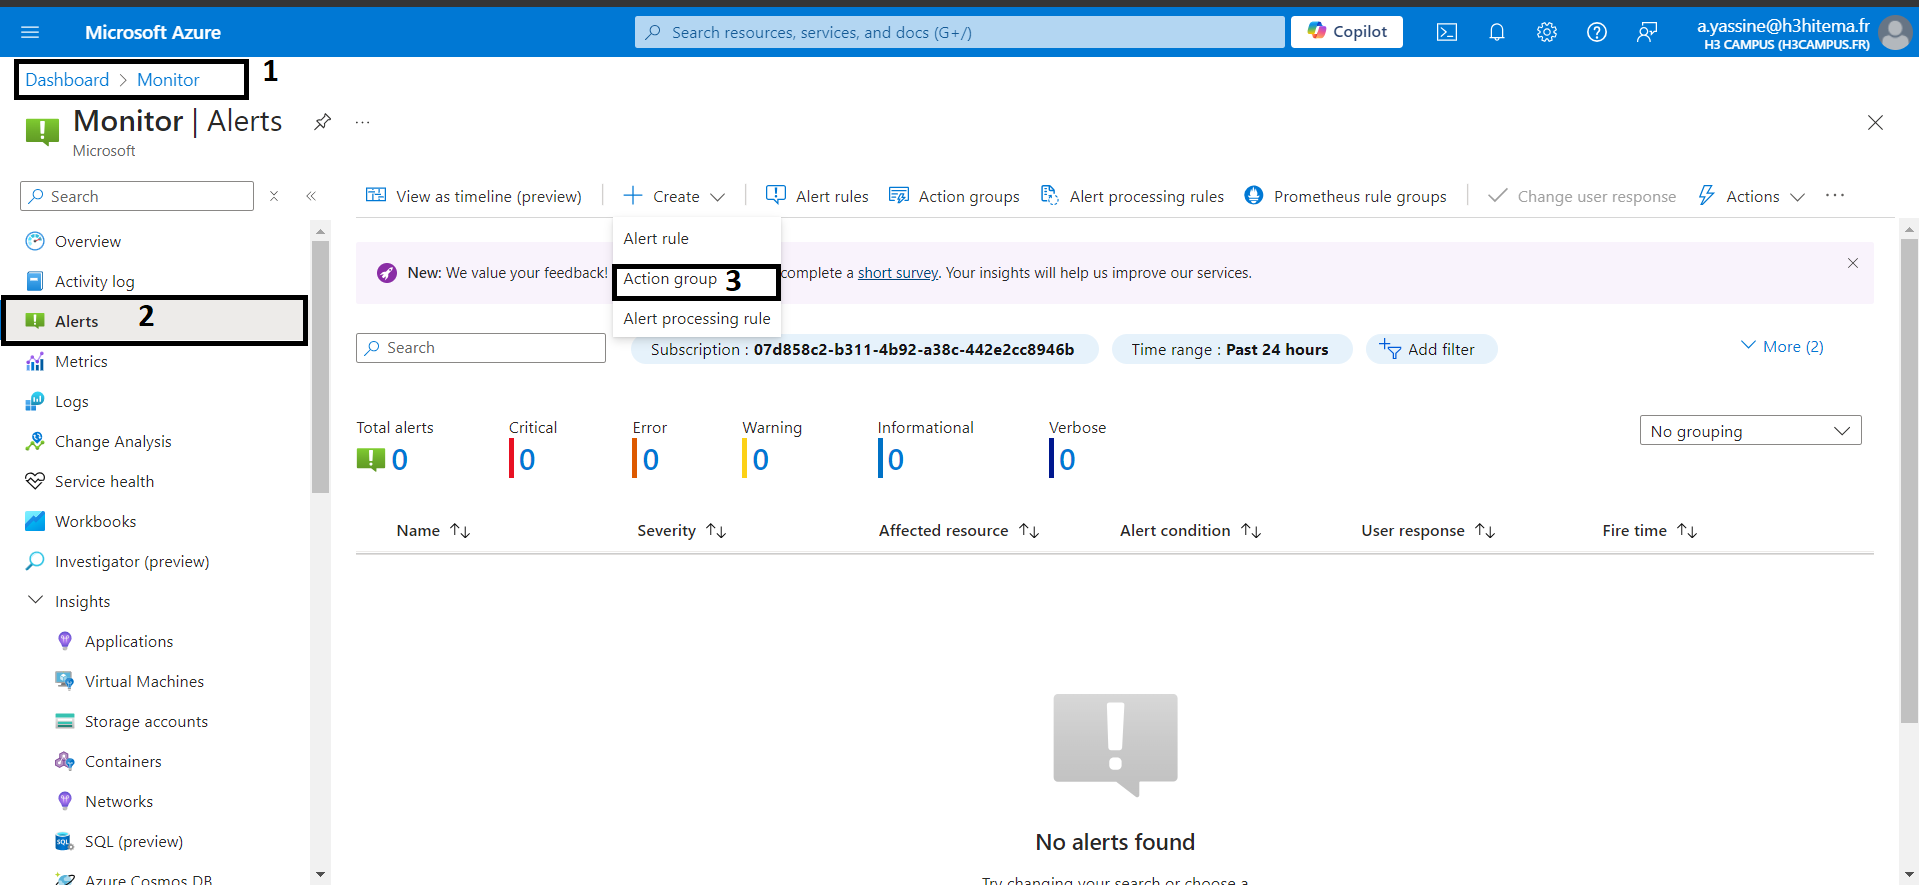 Microsoft Azure
Search resources, services, and docs (G+/)
Copilot
a.yassine@h3hitema.fr
H3 CAMPUS (H3CAMPUS.FR)
Dashboard > Monitor
1
Monitor | Alerts
...
Microsoft
Search
View as timeline (preview)
Create
Alert rules
Action groups
Alert processing rules
Prometheus rule groups
Change user response
Actions
...
Overview
Activity log
Alerts
2
Metrics
Logs
Change Analysis
Service health
Workbooks
Investigator (preview)
Insights
Applications
Virtual Machines
Storage accounts
Containers
Networks
SQL (preview)
Azure Cosmos DB
Alert rule
Action group
3
Alert processing rule
New: We value your feedback!
complete a short survey. Your insights will help us improve our services.
Search
Subscription : 07d858c2-b311-4b92-a38c-442e2cc8946b
Time range : Past 24 hours
Add filter
More (2)
Total alerts
0
Critical
0
Error
0
Warning
0
Informational
0
Verbose
0
No grouping
Name
Severity
Affected resource
Alert condition
User response
Fire time
No alerts found
Try changing your search or choose a